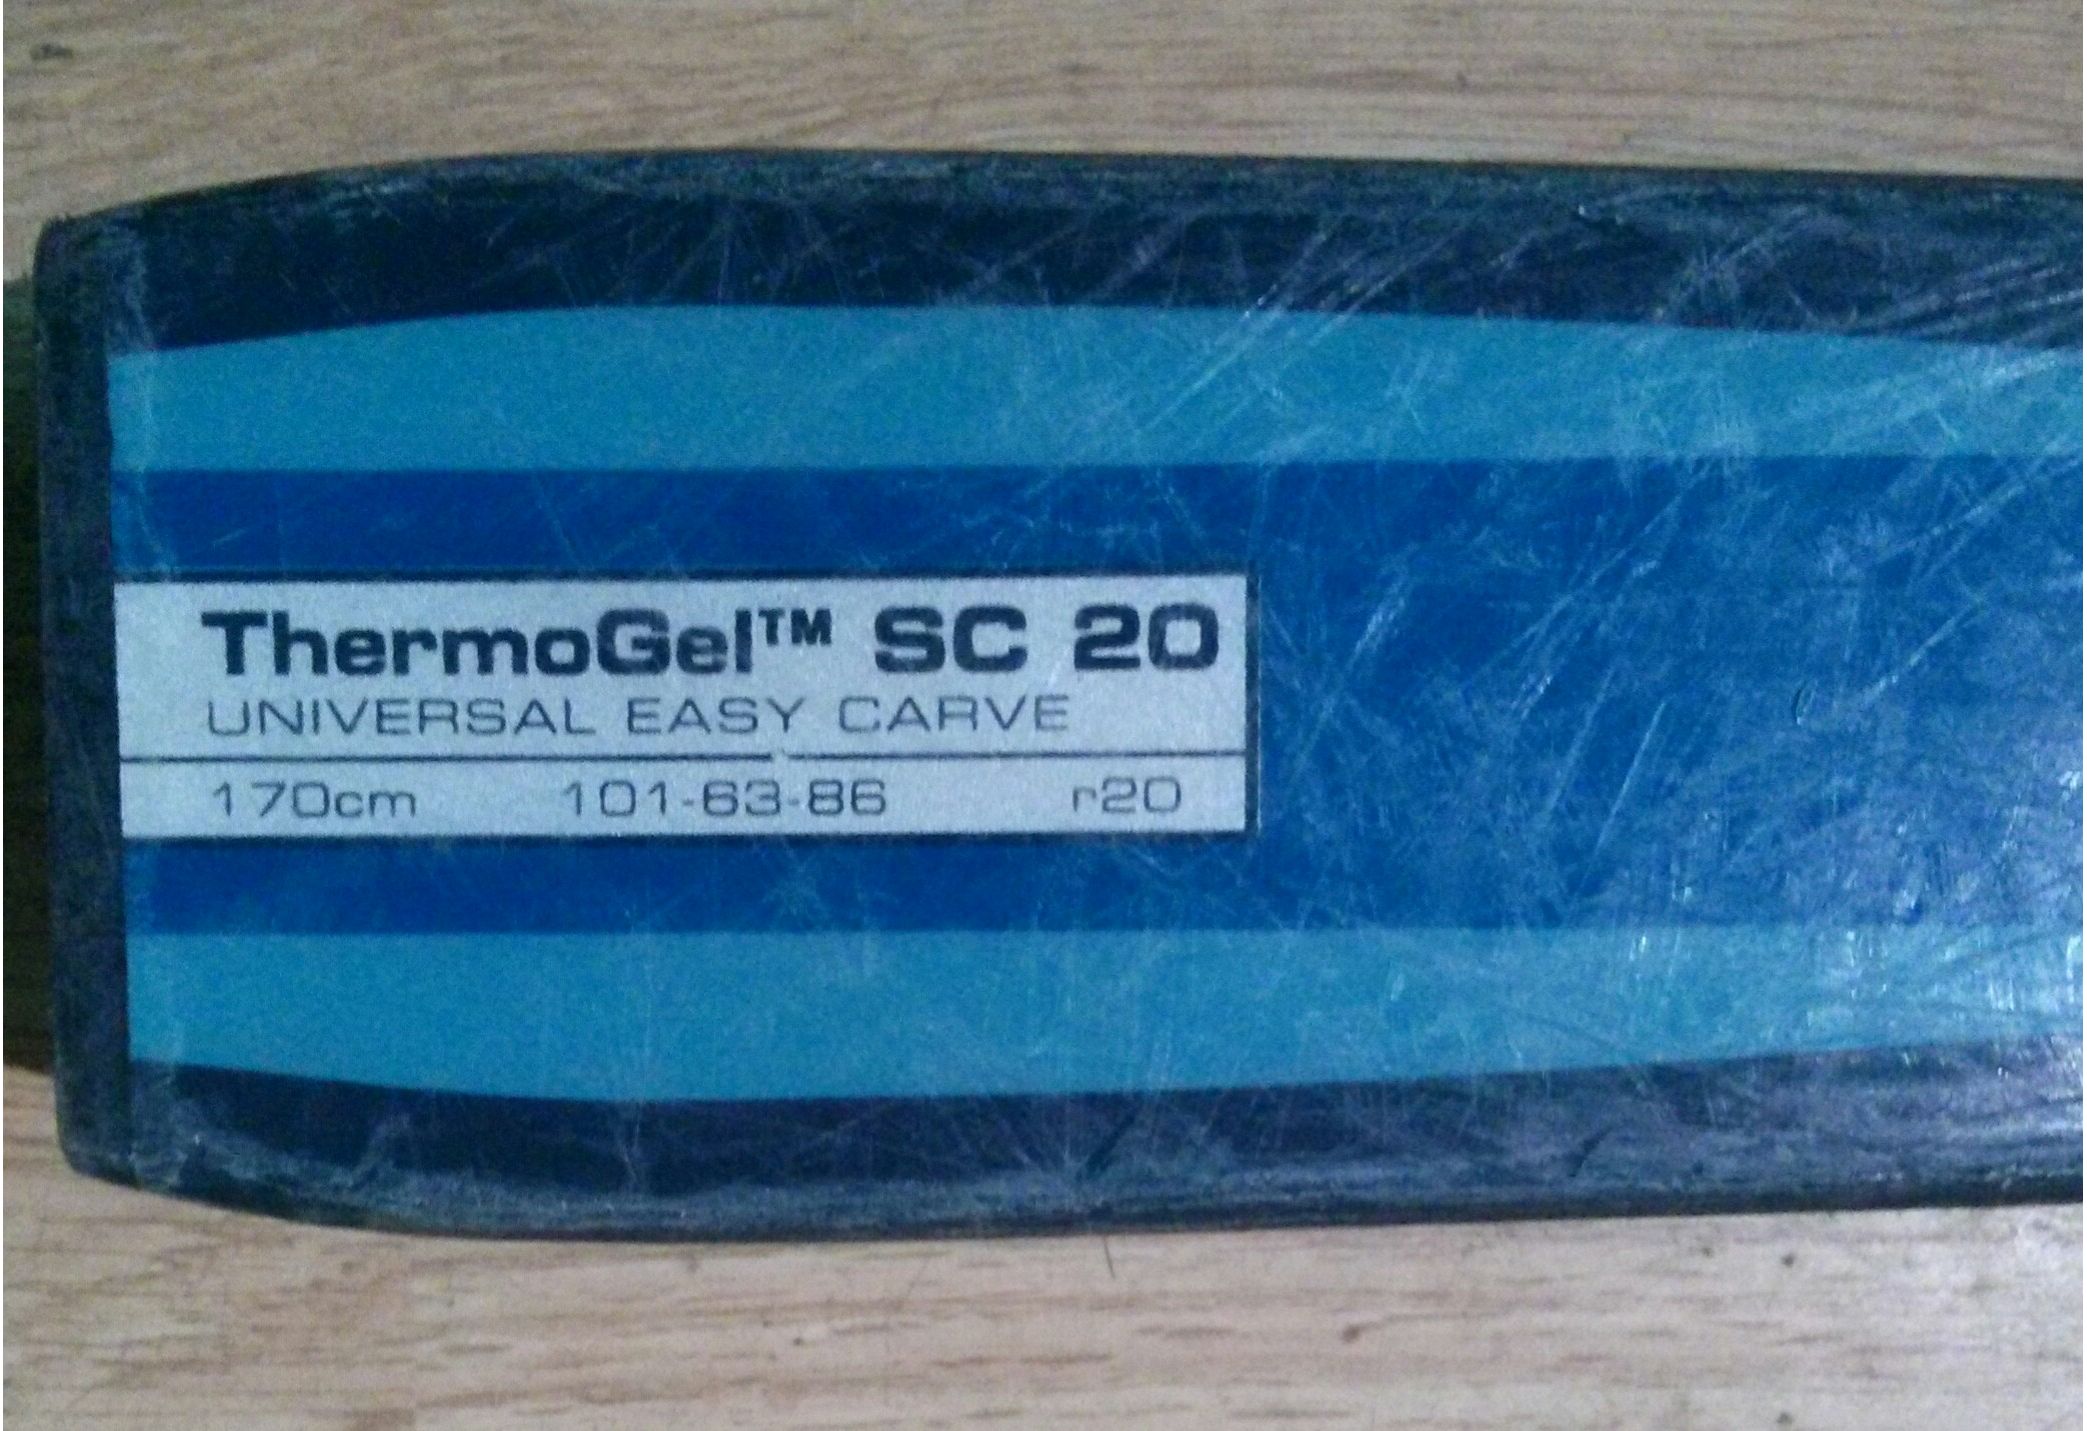 ThermoGel™ SC 20
UNIVERSAL EASY CARVE
170cm 101-63-86 r20